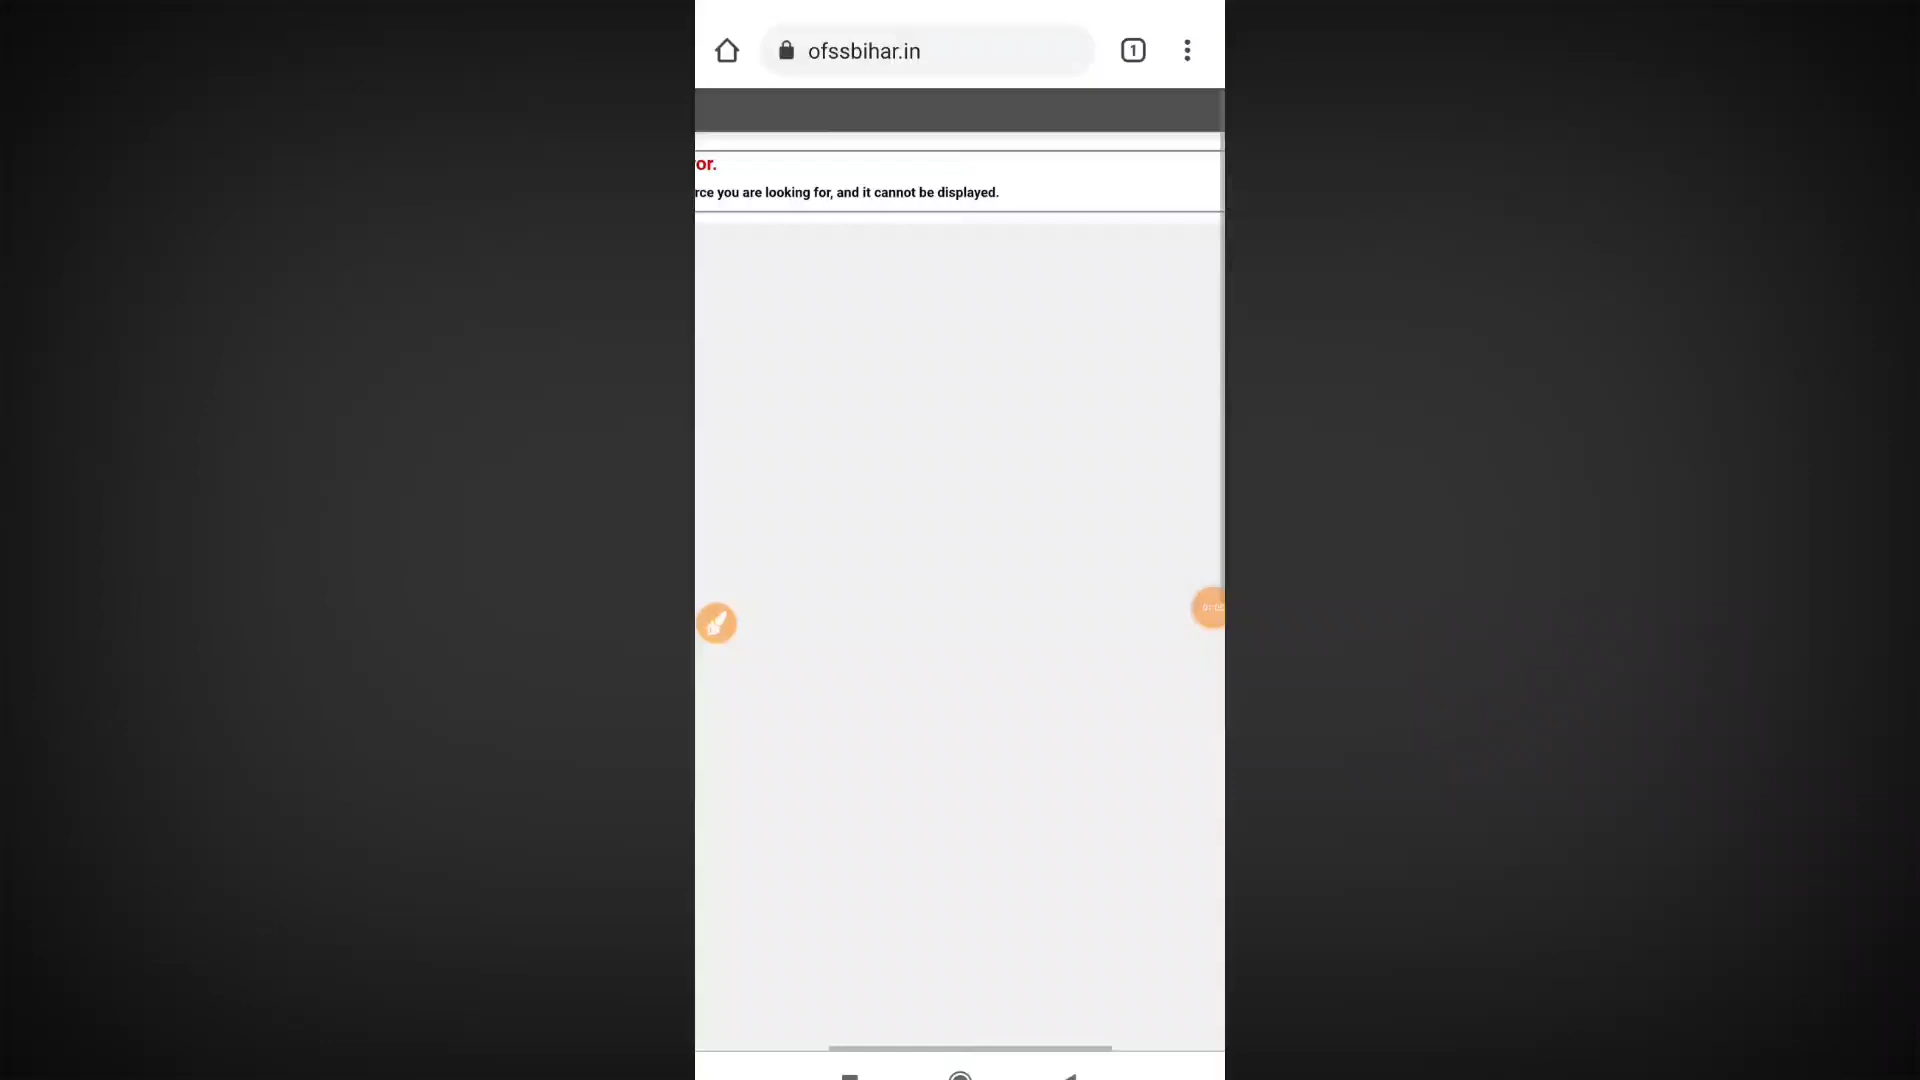 ofssbihar.in
1
or.
rce you are looking for, and it cannot be displayed.